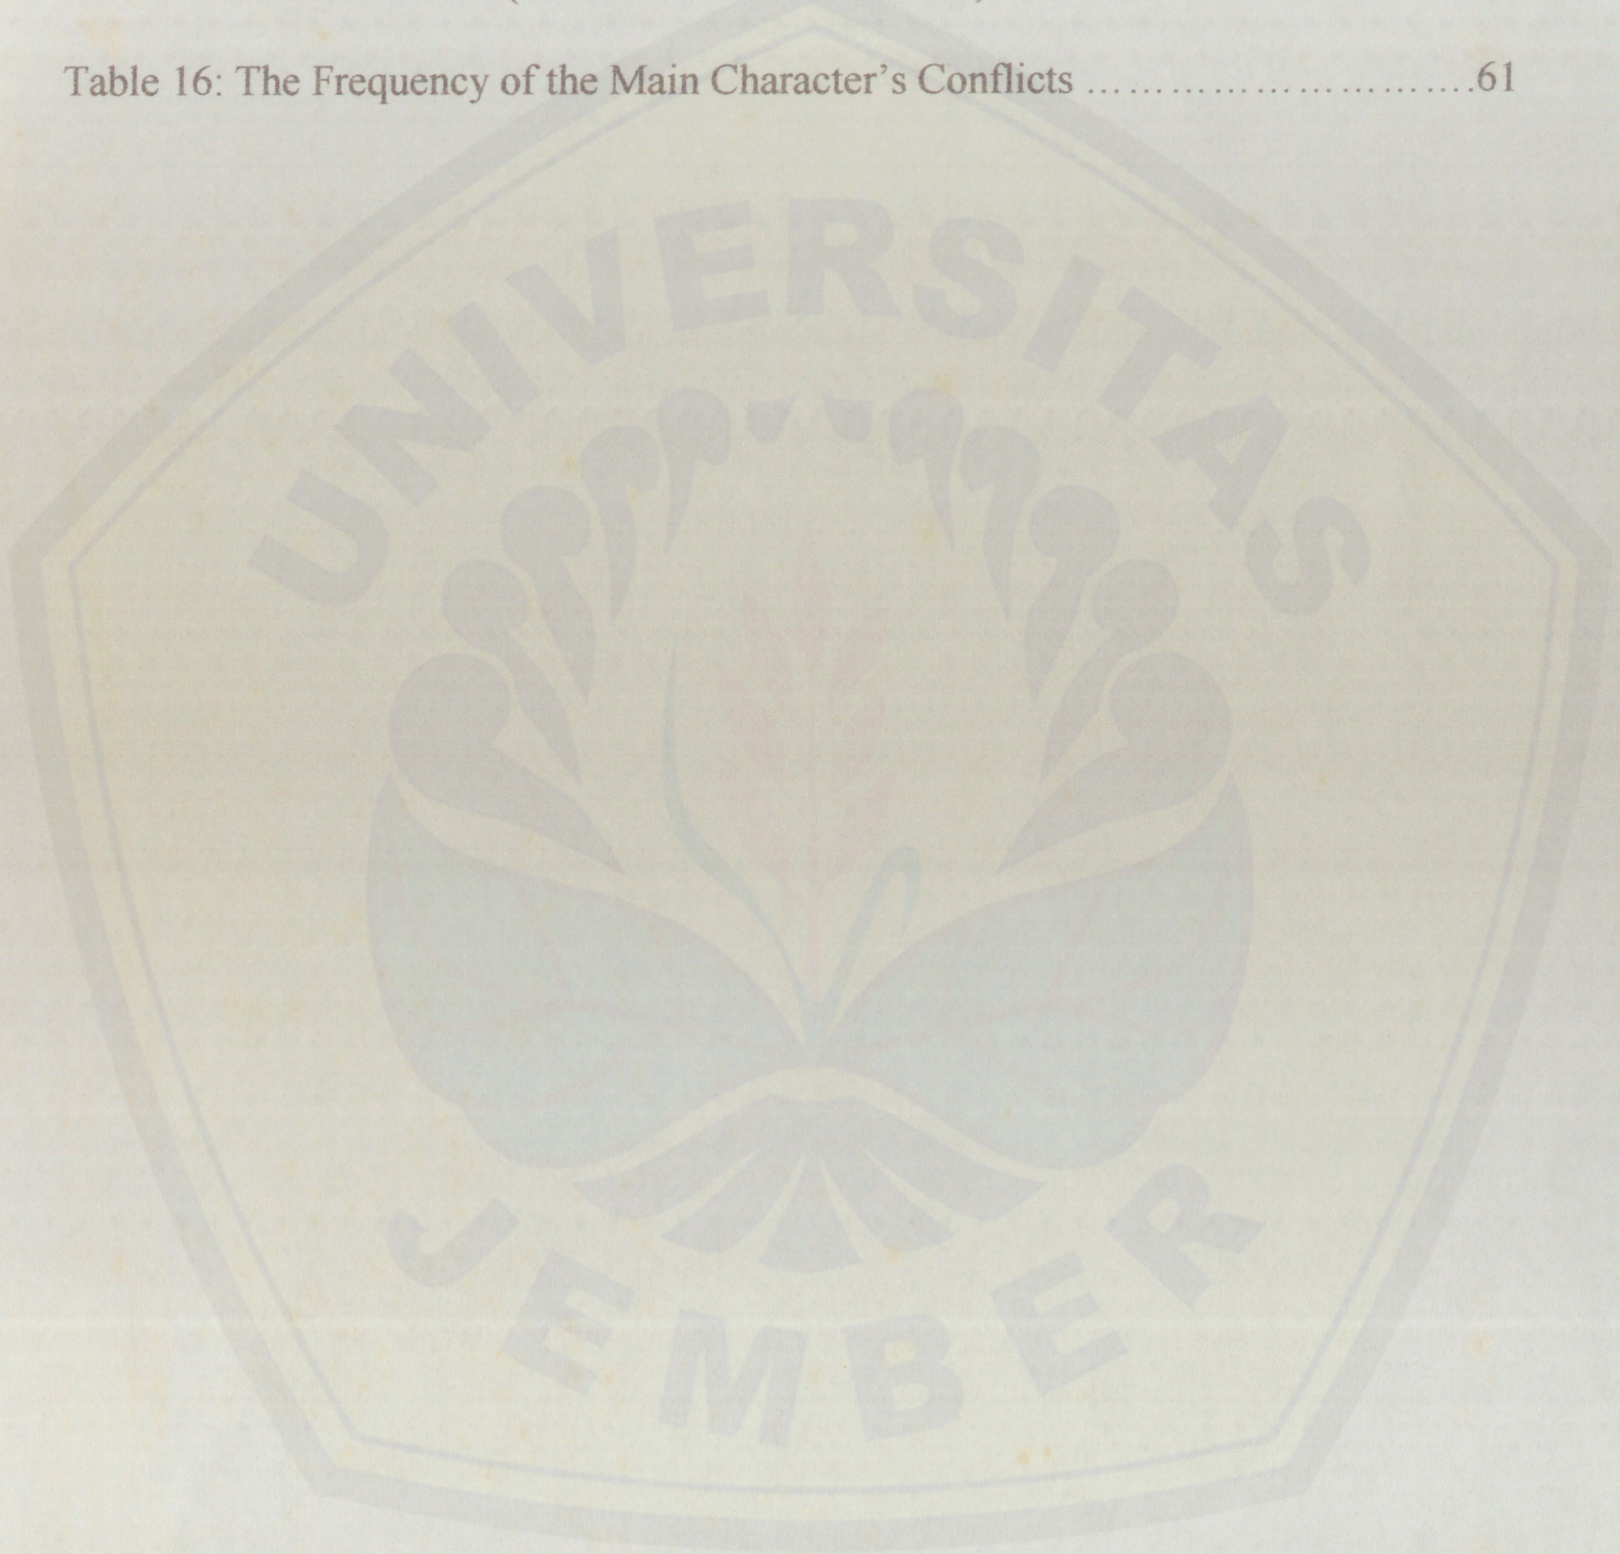 Table 16: The Frequency of the Main Character's Conflicts ..............................61
UNIVERSITAS
JEMBER